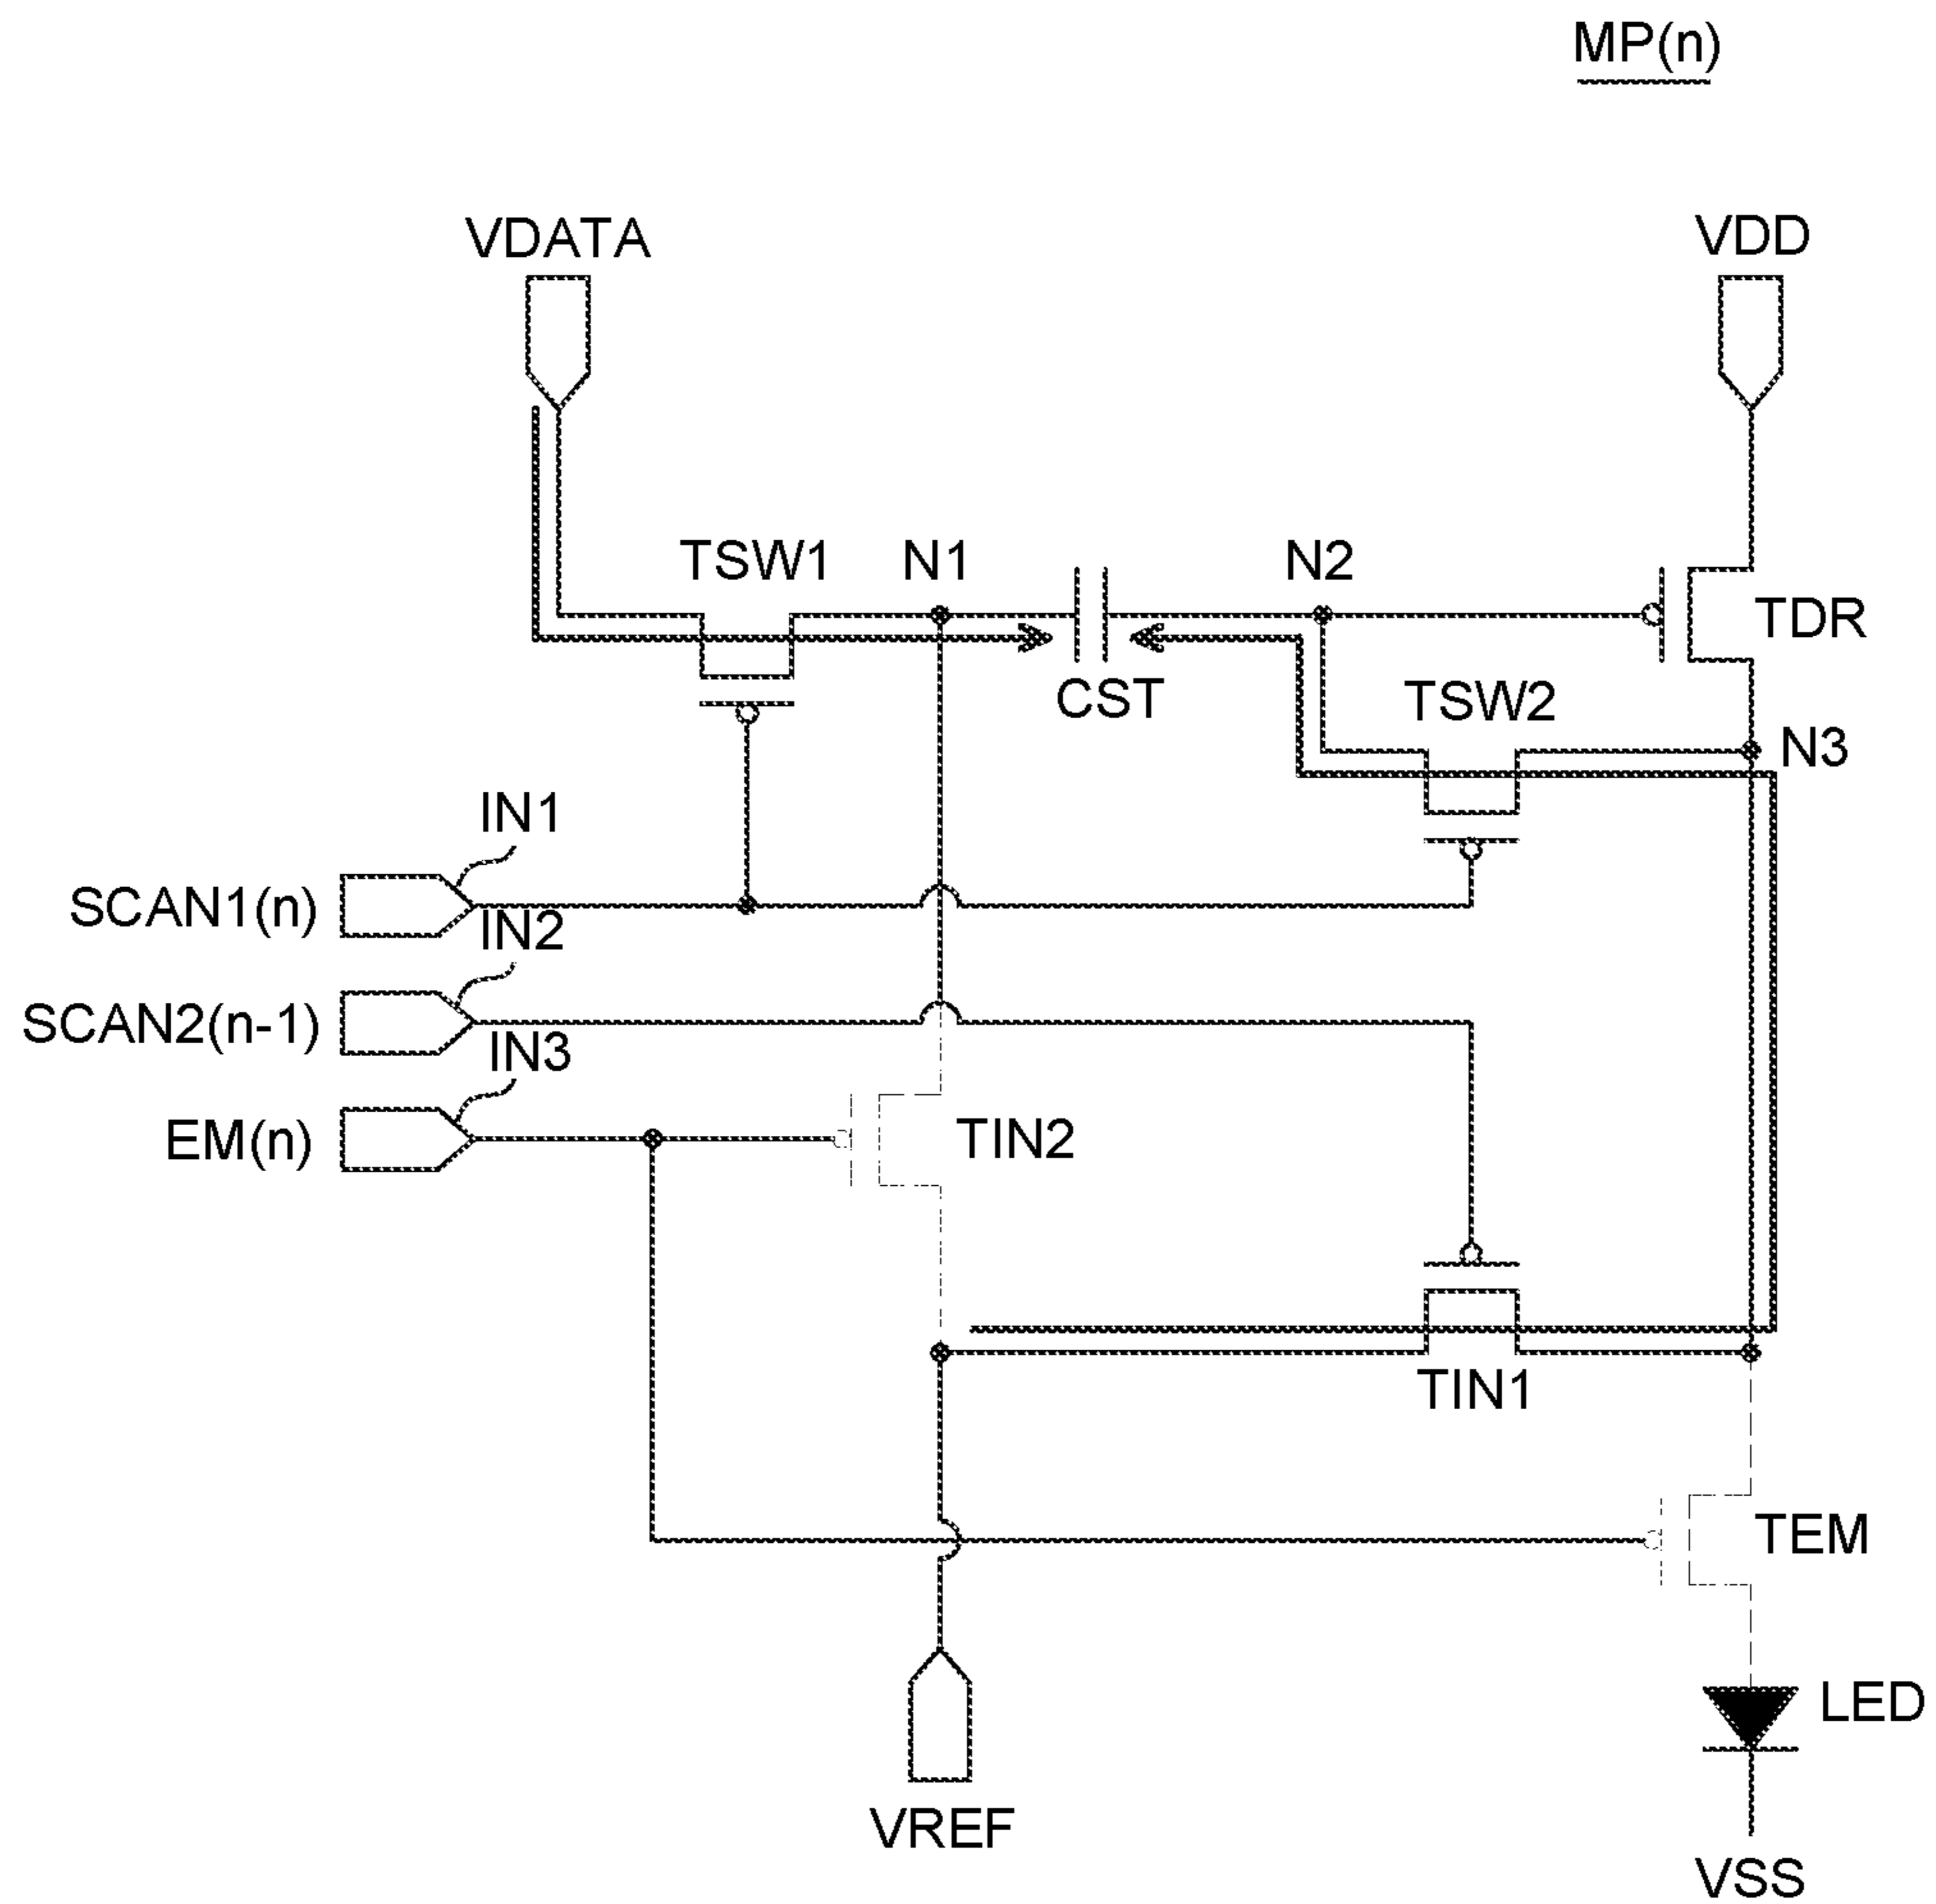 MP(n)
VDATA
VDD
TSW1
N1
N2
TDR
CST
TSW2
N3
IN1
SCAN1(n)
IN2
SCAN2(n-1)
IN3
EM(n)
TIN2
TIN1
TEM
LED
VREF
VSS